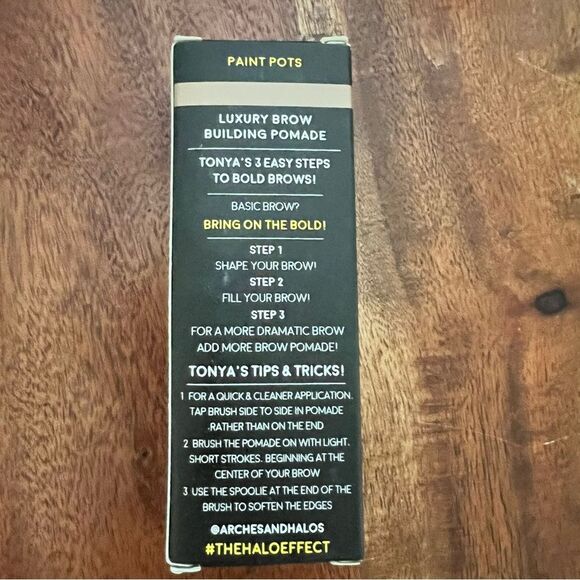 PAINT POTS
LUXURY BROW
BUILDING POMADE
TONYA'S 3 EASY STEPS
TO BOLD BROWS!
BASIC BROW?
BRING ON THE BOLD!
STEP 1
SHAPE YOUR BROW!
STEP 2
FILL YOUR BROW!
STEP 3
FOR A MORE DRAMATIC BROW
ADD MORE BROW POMADE!
TONYA'S TIPS & TRICKS!
1 FOR A QUICK & CLEANER APPLICATION.
TAP BRUSH SIDE TO SIDE IN POMADE
.RATHER THAN ON THE END
2 BRUSH THE POMADE ON WITH LIGHT.
SHORT STROKES. BEGINNING AT THE
CENTER OF YOUR BROW
3 USE THE SPOOLIE AT THE END OF THE
BRUSH TO SOFTEN THE EDGES
@ARCHESANDHALOS
#THEHALOEFFECT